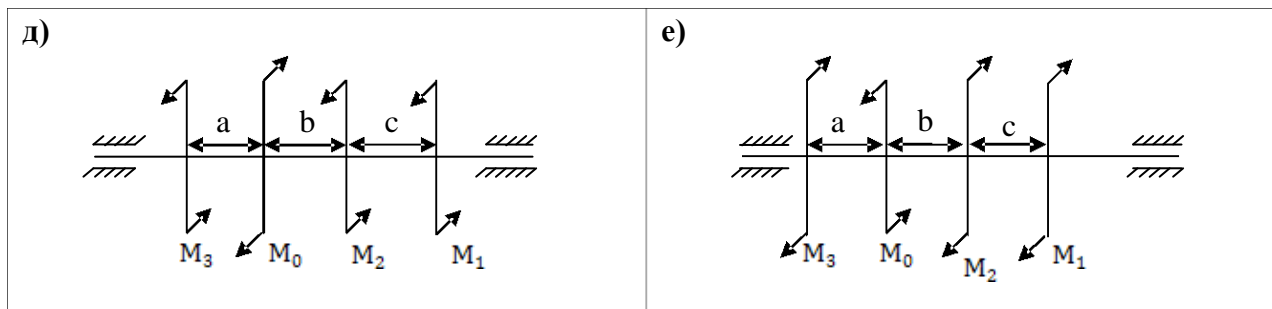 д)
a b c
M₃ M₀ M₂ M₁
е)
a b c
M₃ M₀ M₂ M₁